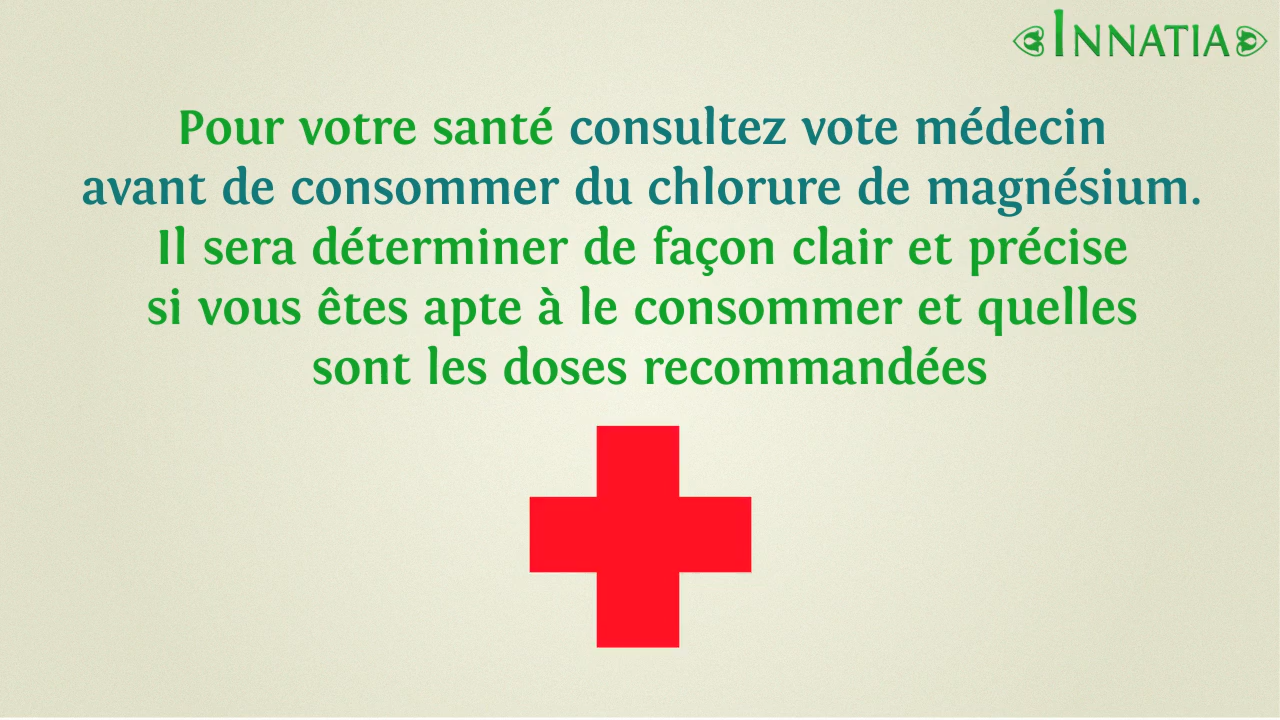 INNATIA
Pour votre santé consultez vote médecin
avant de consommer du chlorure de magnésium.
Il sera déterminer de façon clair et précise
si vous êtes apte à le consommer et quelles
sont les doses recommandées